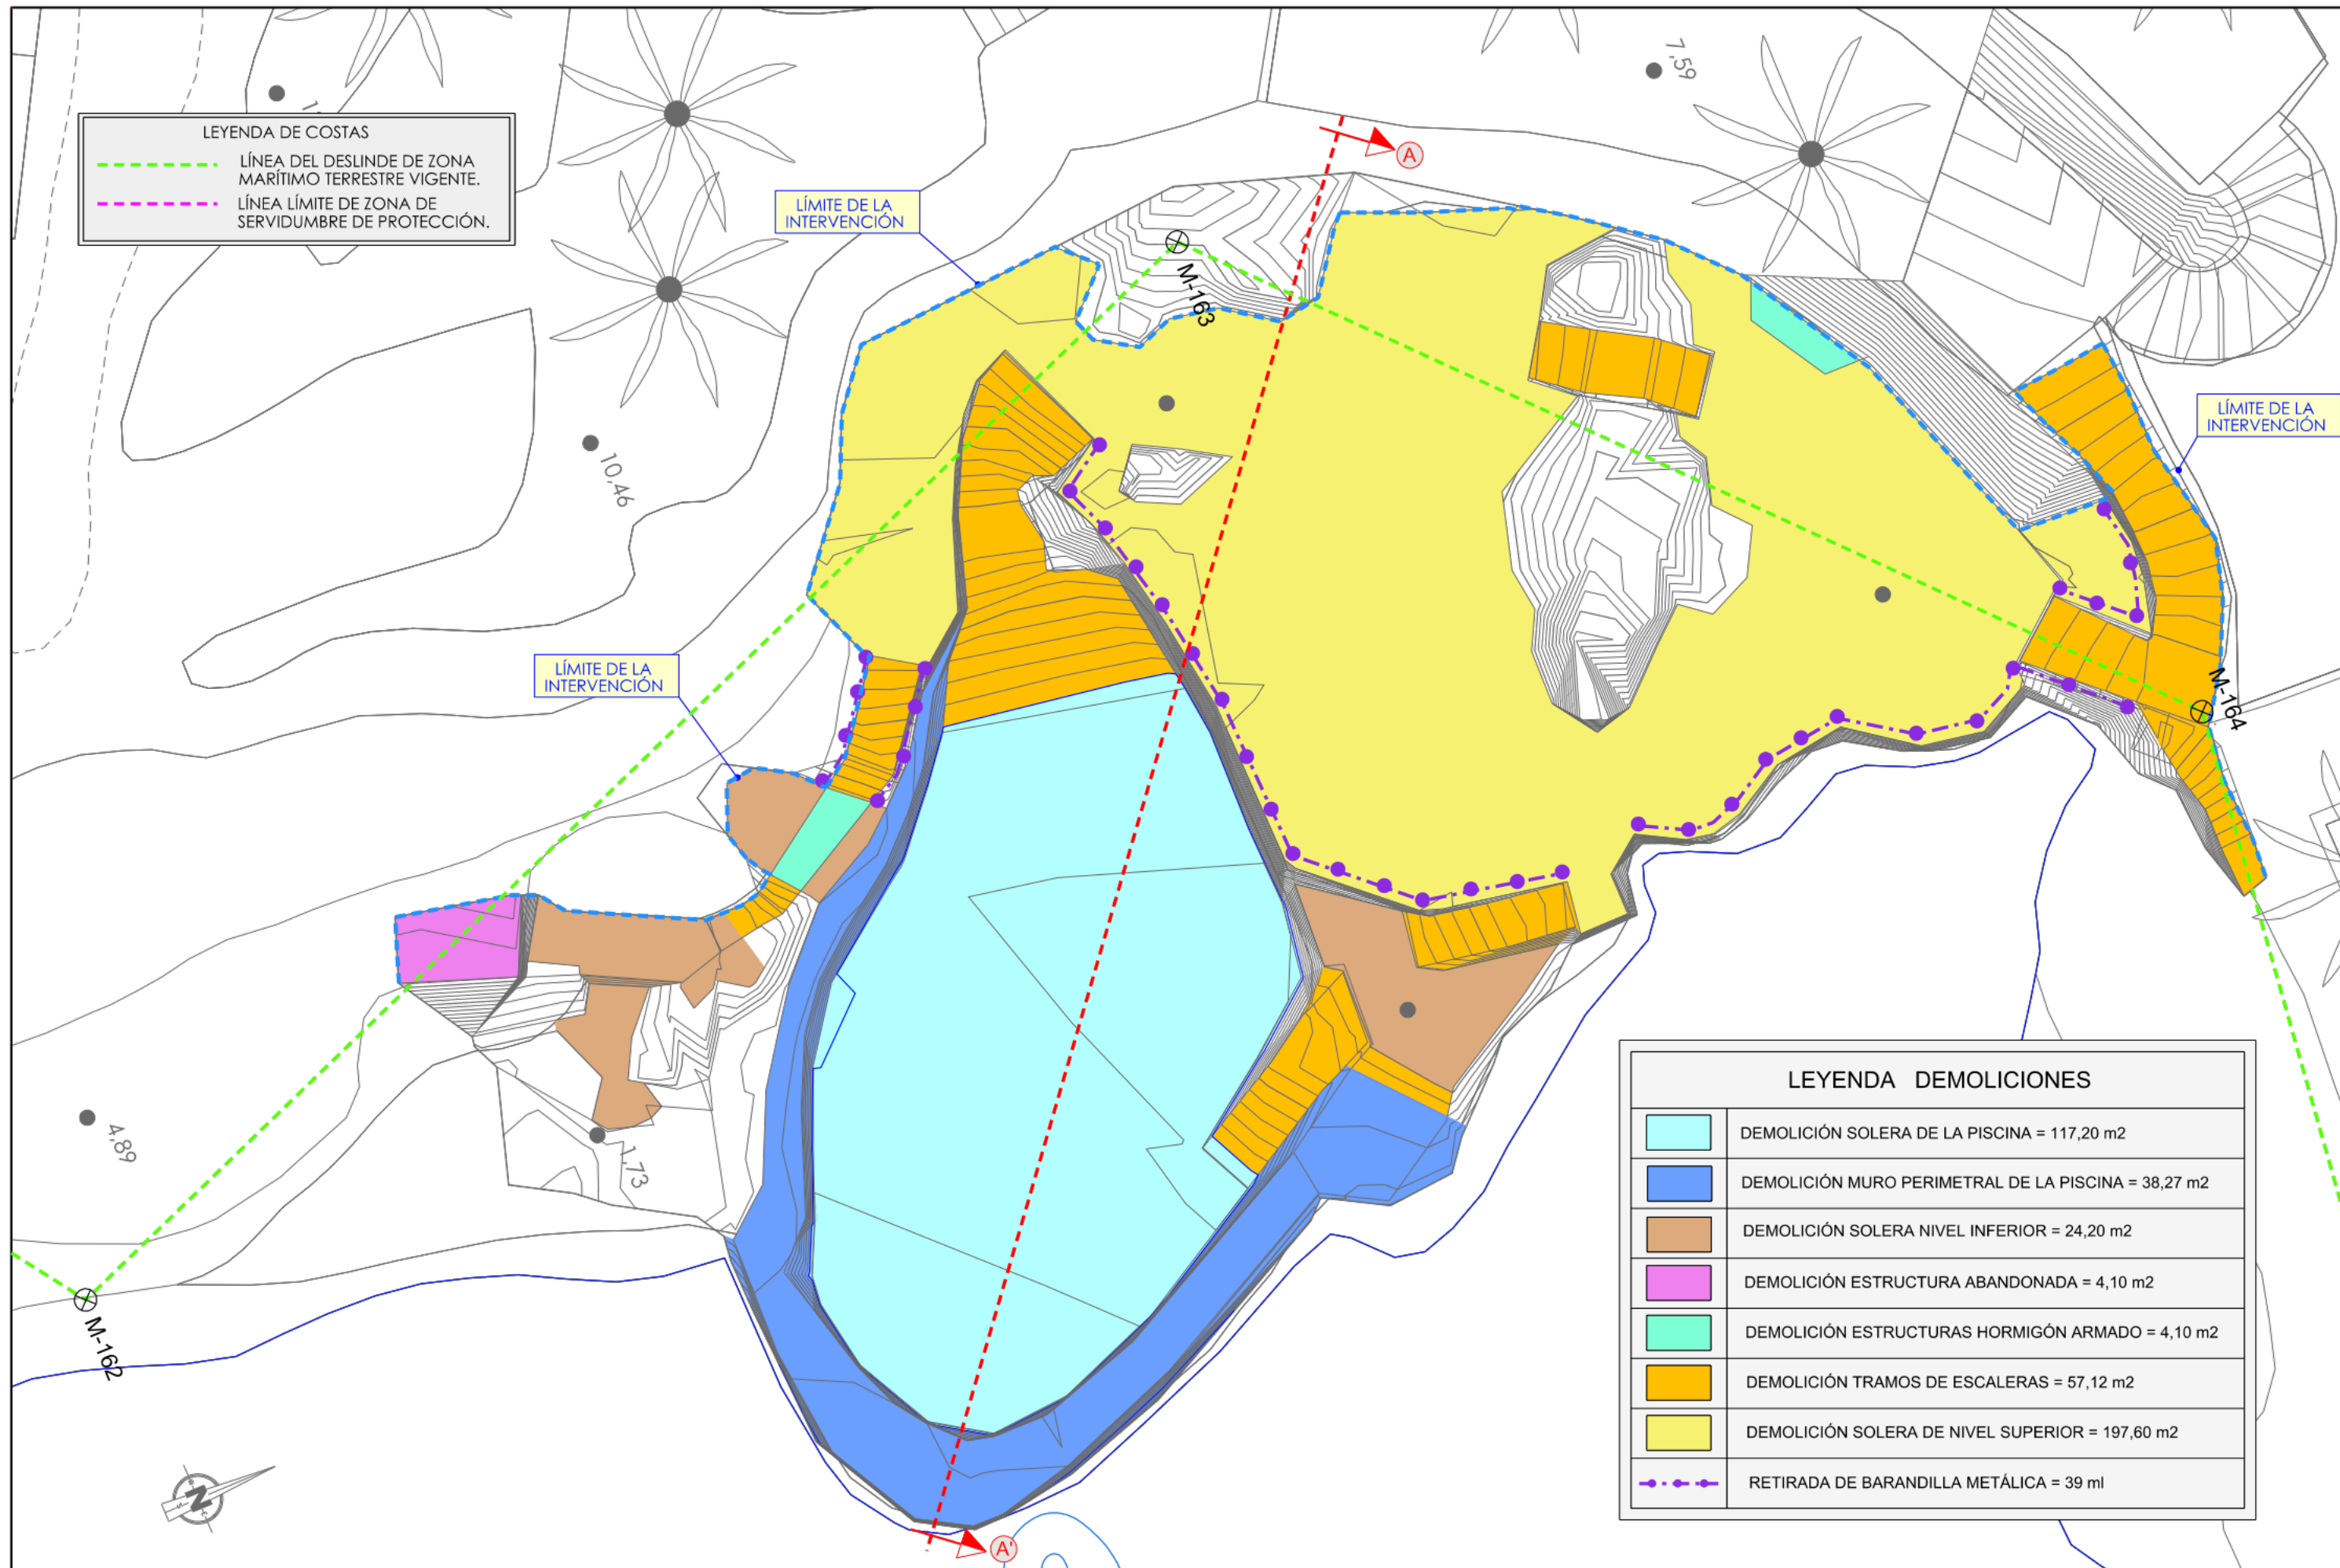 LEYENDA DE COSTAS
LÍNEA DEL DESLINDE DE ZONA
MARÍTIMO TERRESTRE VIGENTE.
LÍNEA LÍMITE DE ZONA DE
SERVIDUMBRE DE PROTECCIÓN.
7,59
A
LÍMITE DE LA
INTERVENCIÓN
M-163
LÍMITE DE LA
INTERVENCIÓN
10,46
LÍMITE DE LA
INTERVENCIÓN
M-164
4,89
1,73
M-162
N
A'
LEYENDA DEMOLICIONES
DEMOLICIÓN SOLERA DE LA PISCINA = 117,20 m2
DEMOLICIÓN MURO PERIMETRAL DE LA PISCINA = 38,27 m2
DEMOLICIÓN SOLERA NIVEL INFERIOR = 24,20 m2
DEMOLICIÓN ESTRUCTURA ABANDONADA = 4,10 m2
DEMOLICIÓN ESTRUCTURAS HORMIGÓN ARMADO = 4,10 m2
DEMOLICIÓN TRAMOS DE ESCALERAS = 57,12 m2
DEMOLICIÓN SOLERA DE NIVEL SUPERIOR = 197,60 m2
RETIRADA DE BARANDILLA METÁLICA = 39 ml